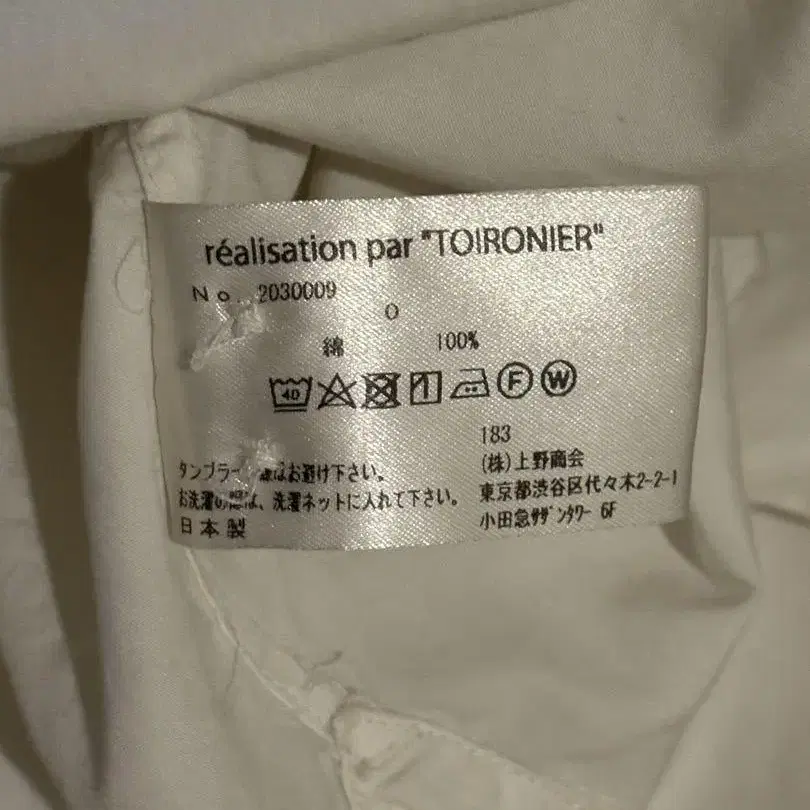 réalisation par "TOIRONIER"
No. 2030009
0
綿 100%
40 F W
タンブラー はお避け下さい。
お洗濯の際は、洗濯ネットに入れて下さい。
日本製
183
(株)上野商会
東京都渋谷区代々木2-2-1
小田急ｻｻﾞﾝﾀﾜｰ 6F